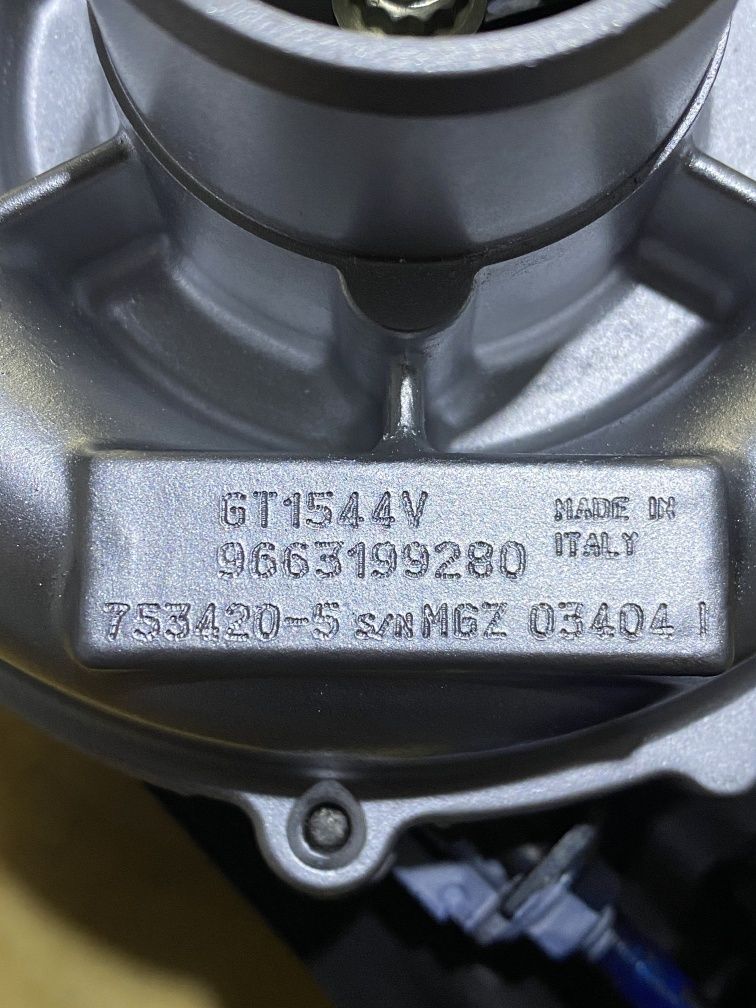 GT1544V
MADE IN
9663199280
ITALY
753420-5 S/N MGZ 03404 I